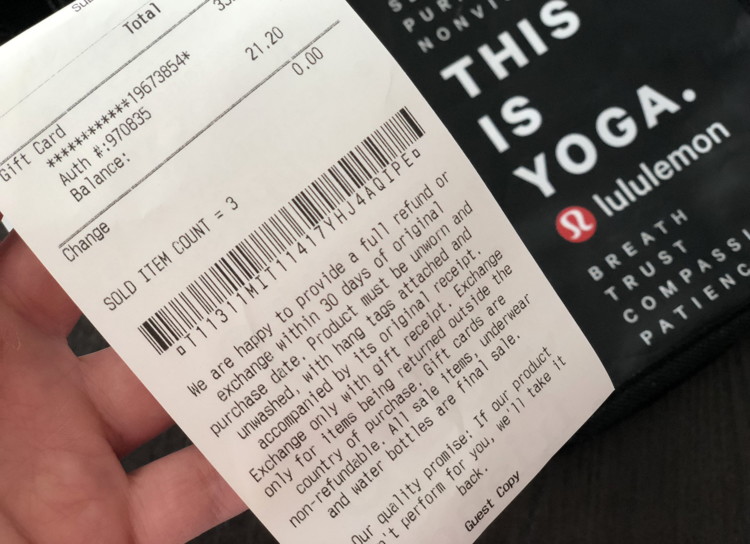 Total
Gift Card
************19673854*
Auth #:970835
Balance: 21.20
Change 0.00
SOLD ITEM COUNT = 3
T11311MIT11417YHJ4AQIPE
We are happy to provide a full refund or
exchange within 30 days of original
purchase date. Product must be unworn and
unwashed, with hang tags attached and
accompanied by its original receipt.
Exchange only with gift receipt. Exchange
only for items being returned outside the
country of purchase. Gift cards are
non-refundable. All sale items, underwear
and water bottles are final sale.
Our quality promise: If our product
n't perform for you, we'll take it
back.
Guest Copy
NONVI
THIS
IS
YOGA.
lululemon
BREATH
TRUST
COMPASSI
PATIENC